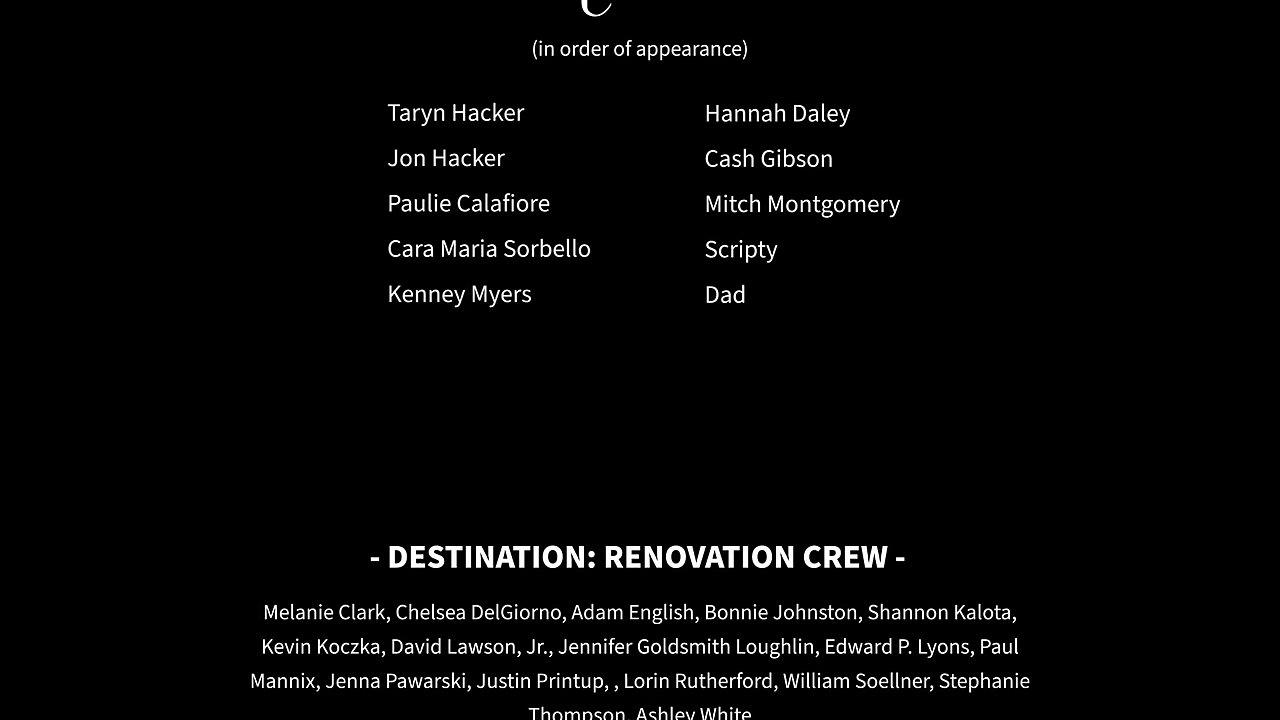 (in order of appearance)
Taryn Hacker
Jon Hacker
Paulie Calafiore
Cara Maria Sorbello
Kenney Myers
Hannah Daley
Cash Gibson
Mitch Montgomery
Scripty
Dad
- DESTINATION: RENOVATION CREW -
Melanie Clark, Chelsea DelGiorno, Adam English, Bonnie Johnston, Shannon Kalota,
Kevin Koczka, David Lawson, Jr., Jennifer Goldsmith Loughlin, Edward P. Lyons, Paul
Mannix, Jenna Pawarski, Justin Printup, , Lorin Rutherford, William Soellner, Stephanie
Thompson, Ashley White